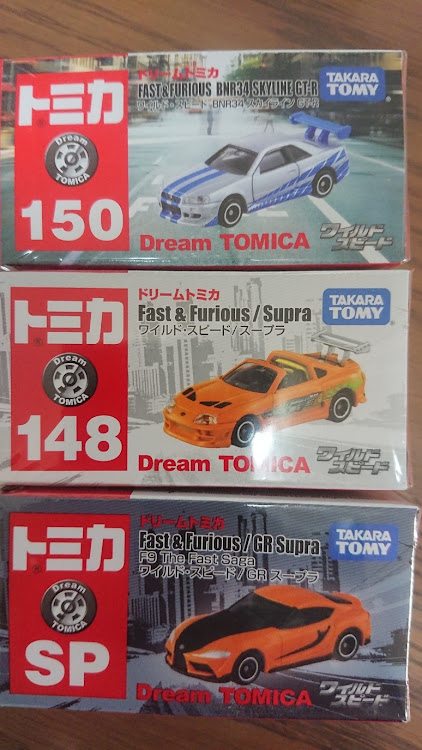 トミカ
Dream
TOMICA
150
ドリームトミカ
FAST & FURIOUS BNR34 SKYLINE GT-R
ワイルド・スピード BNR34 スカイライン GT-R
TAKARA
TOMY
Dream TOMICA
ワイルド
スピード
トミカ
Dream
TOMICA
148
ドリームトミカ
Fast & Furious / Supra
ワイルド・スピード/スープラ
TAKARA
TOMY
Dream TOMICA
ワイルド
スピード
トミカ
Dream
TOMICA
SP
ドリームトミカ
Fast & Furious / GR Supra
F9 The Fast Saga
ワイルド・スピード/GR スープラ
TAKARA
TOMY
Dream TOMICA
ワイルド
スピード